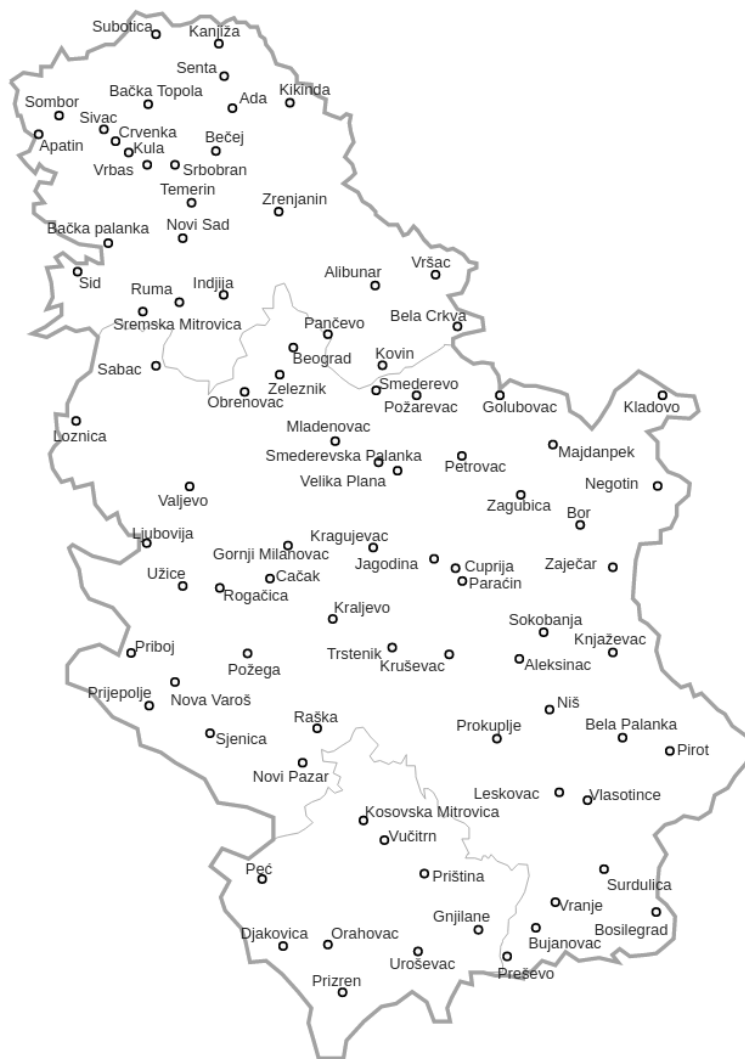 Subotica
Kanjiža
Senta
Bačka Topola
Kikinda
Ada
Sombor
Sivac
Crvenka
Apatin
Kula
Bečej
Vrbas
Srbobran
Temerin
Zrenjanin
Bačka palanka
Novi Sad
Sid
Alibunar
Vršac
Ruma
Indjija
Sremska Mitrovica
Pančevo
Bela Crkva
Beograd
Kovin
Sabac
Zeleznik
Smederevo
Obrenovac
Požarevac
Golubovac
Kladovo
Loznica
Mladenovac
Majdanpek
Smederevska Palanka
Petrovac
Velika Plana
Valjevo
Zagubica
Negotin
Bor
Ljubovija
Kragujevac
Gornji Milanovac
Jagodina
Cuprija
Zaječar
Užice
Čačak
Rogačica
Paraćin
Kraljevo
Sokobanja
Priboj
Požega
Trstenik
Kruševac
Aleksinac
Knjaževac
Prijepolje
Nova Varoš
Niš
Raška
Prokuplje
Bela Palanka
Sjenica
Pirot
Novi Pazar
Leskovac
Vlasotince
Kosovska Mitrovica
Vučitrn
Peć
Priština
Surdulica
Vranje
Gnjilane
Bosilegrad
Djakovica
Orahovac
Bujanovac
Uroševac
Preševo
Prizren